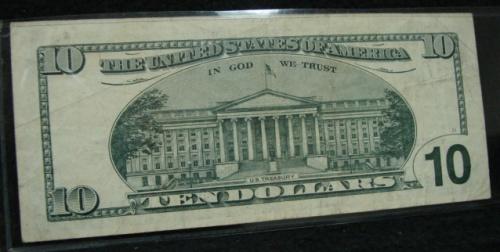 10 THE UNITED STATES OF AMERICA 10
IN GOD WE TRUST
U.S. TREASURY
10 TEN DOLLARS 10